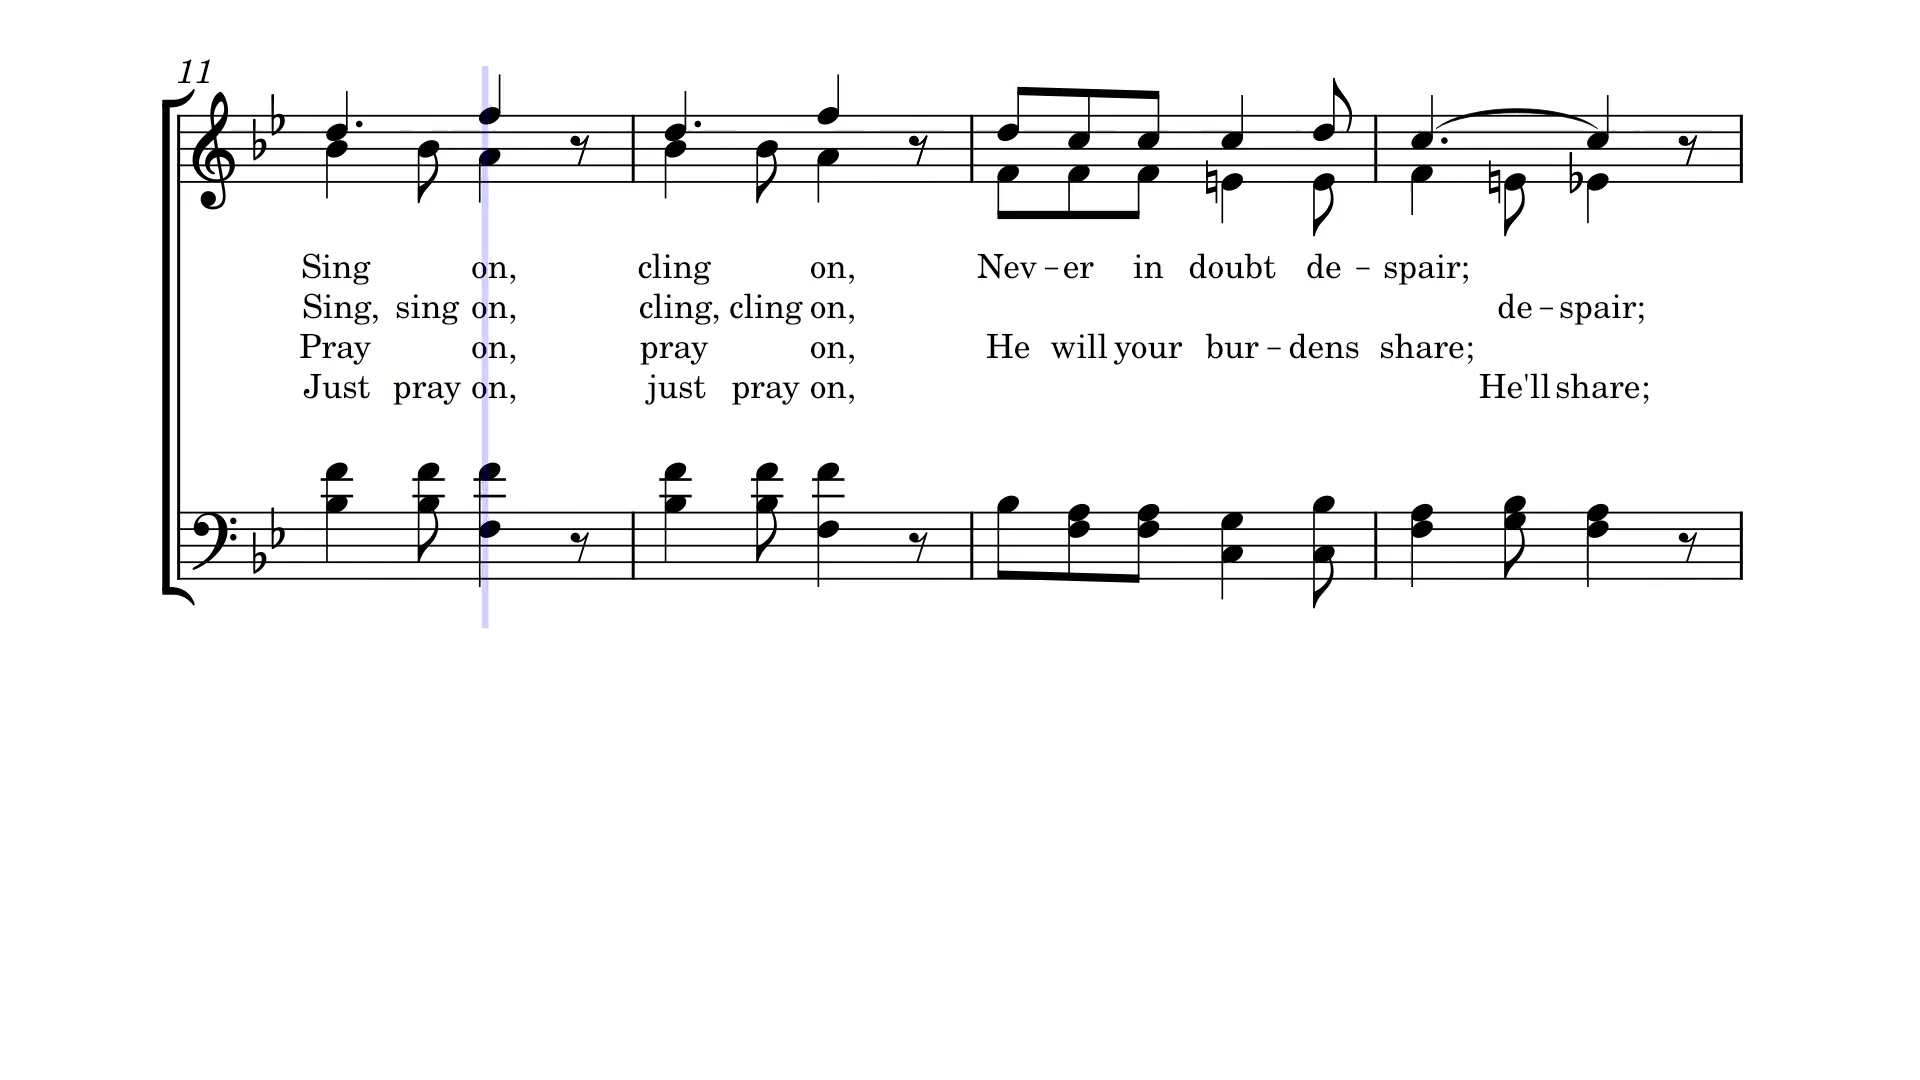 11
Sing on, cling on, Nev - er in doubt de - spair;
Sing, sing on, cling, cling on, de - spair;
Pray on, pray on, He will your bur - dens share;
Just pray on, just pray on, He'll share;